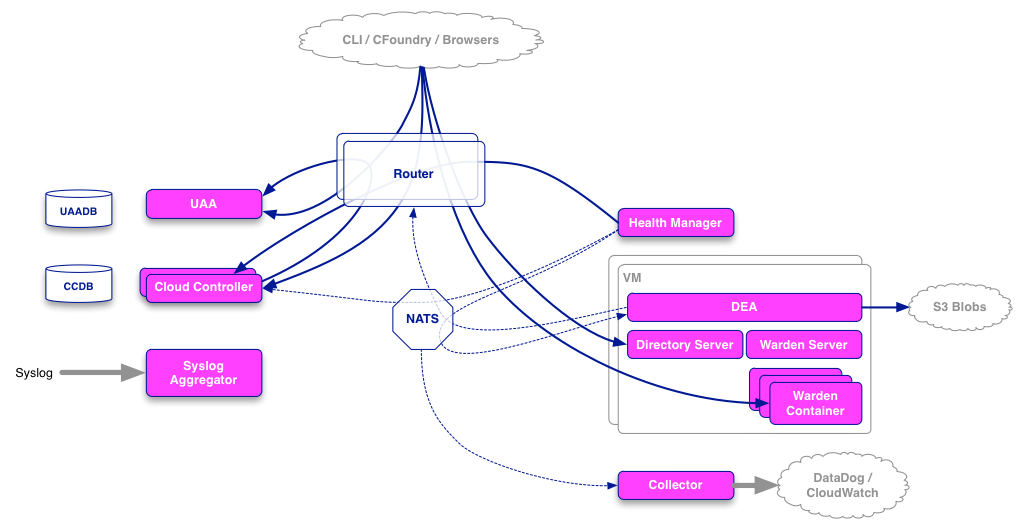 CLI / CFoundry / Browsers
Router
UAADB
UAA
Health Manager
VM
CCDB
Cloud Controller
NATS
DEA
S3 Blobs
Directory Server
Warden Server
Syslog
Syslog
Aggregator
Warden
Container
Collector
DataDog /
CloudWatch